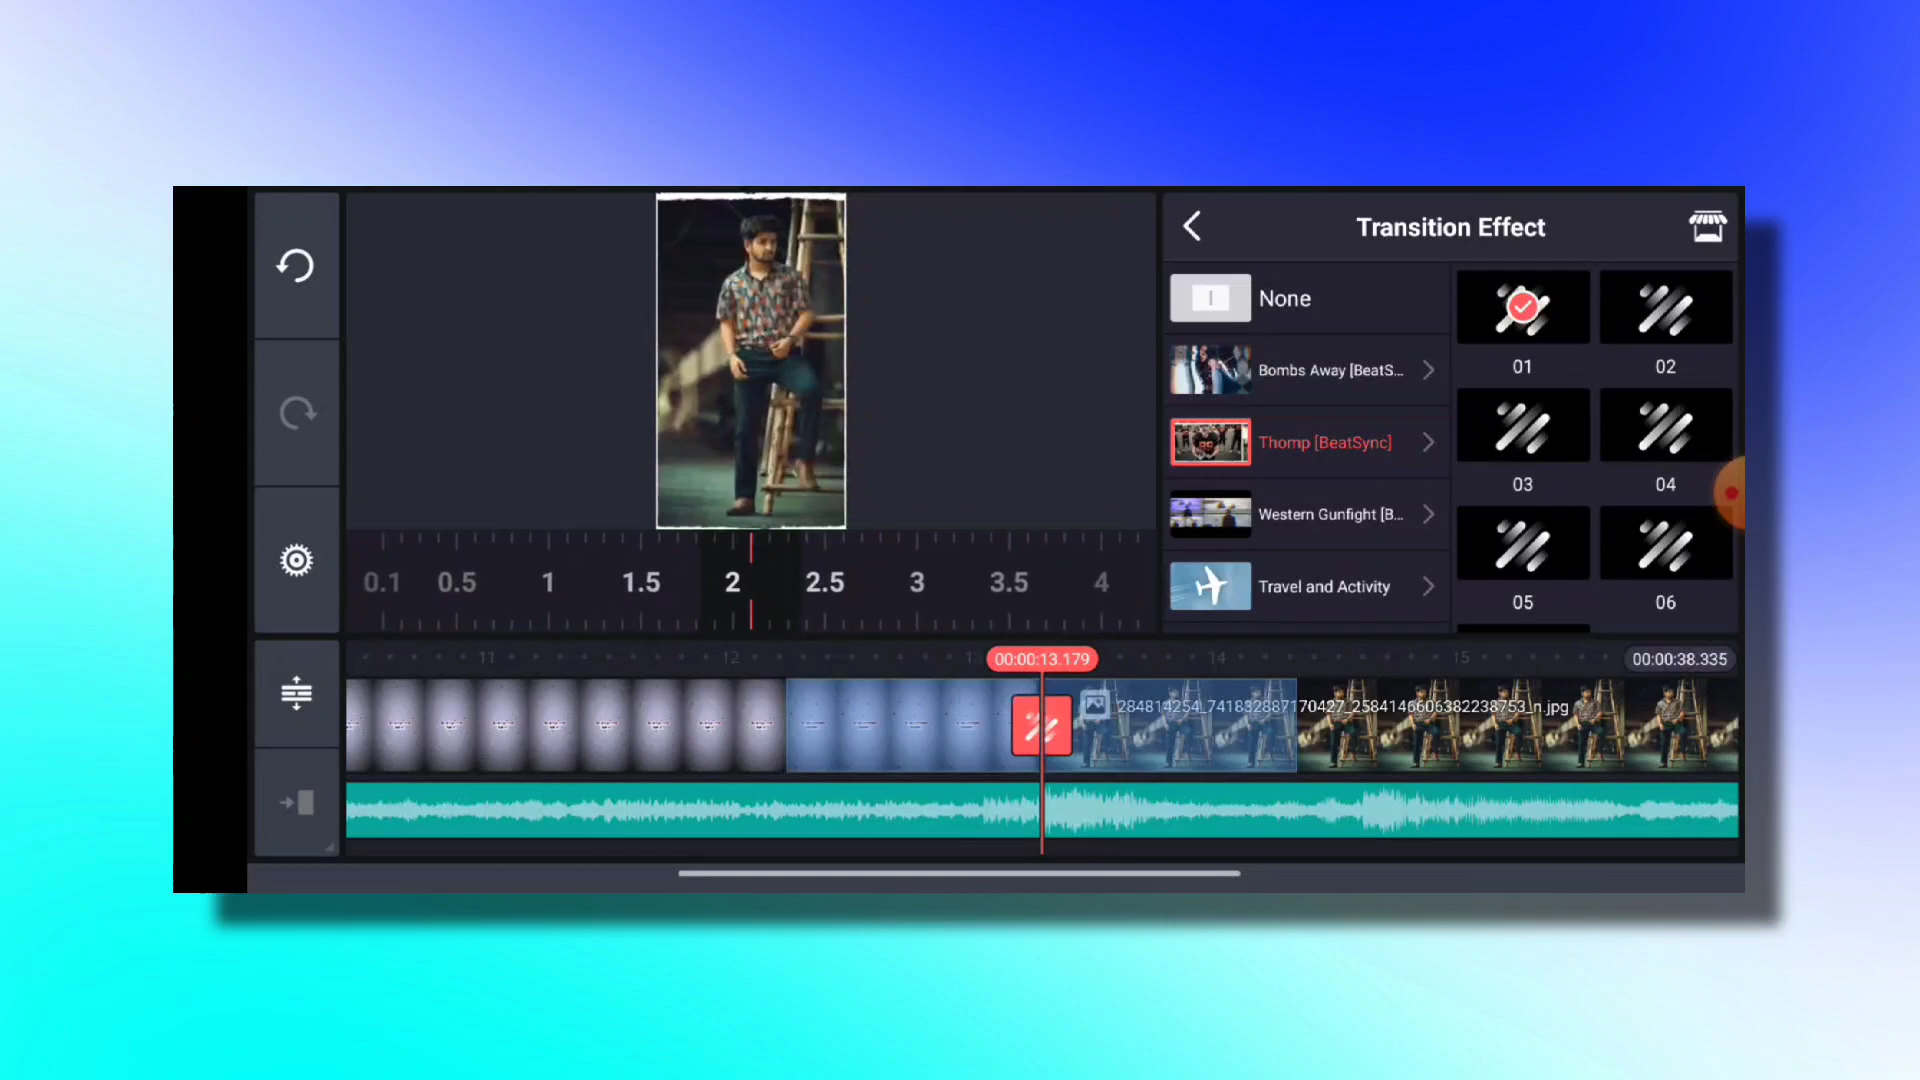 Transition Effect
None
Bombs Away [BeatS...
Thomp [BeatSync]
Western Gunfight [B...
Travel and Activity
01
02
03
04
05
06
0.1 0.5 1 1.5 2 2.5 3 3.5 4
11 12 00:00:13.179 14 15 00:00:38.335
284814254_741832887170427_2584146606382238753_n.jpg